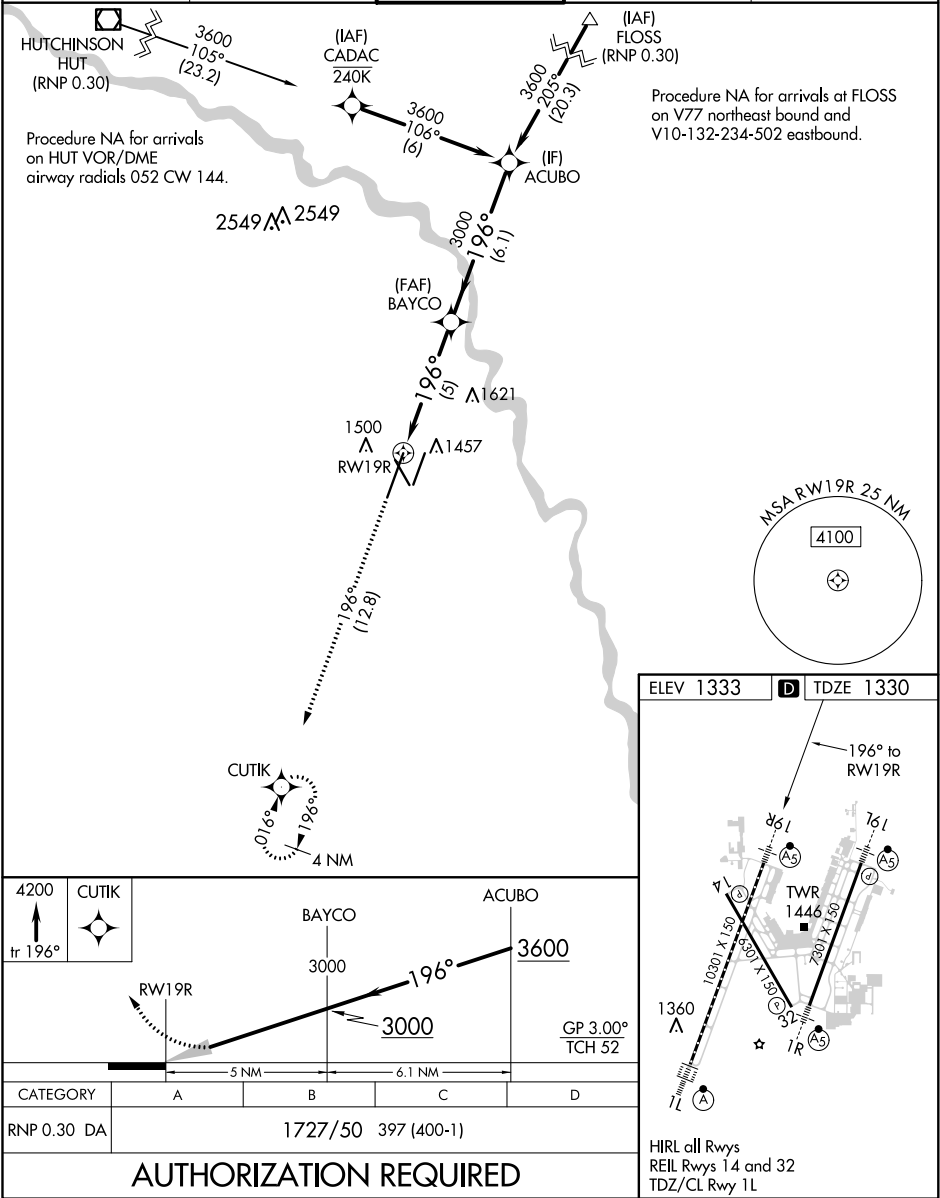 HUTCHINSON
HUT
(RNP 0.30)
3600
105°
(23.2)
(IAF)
CADAC
240K
3600
106°
(6)
(IAF)
FLOSS
(RNP 0.30)
3600
205°
(20.3)
Procedure NA for arrivals at FLOSS
on V77 northeast bound and
V10-132-234-502 eastbound.
Procedure NA for arrivals
on HUT VOR/DME
airway radials 052 CW 144.
(IF)
ACUBO
2549 2549
3000
196°
(6.1)
(FAF)
BAYCO
196°
(5)
1621
1500
RW19R
1457
MSA RW19R 25 NM
4100
196°
(12.8)
CUTIK
016°
196°
4 NM
ELEV 1333 D TDZE 1330
196° to
RW19R
19R
19L
A5
A5
14
P
P
TWR
1446
10301 X 150
6301 X 150
7301 X 150
P
32
1360
1R
A5
1L
A
HIRL all Rwys
REIL Rwys 14 and 32
TDZ/CL Rwy 1L
4200
tr 196°
CUTIK
RW19R
BAYCO
3000
ACUBO
196°
3600
3000
GP 3.00°
TCH 52
5 NM
6.1 NM
CATEGORY A B C D
RNP 0.30 DA 1727/50 397 (400-1)
AUTHORIZATION REQUIRED